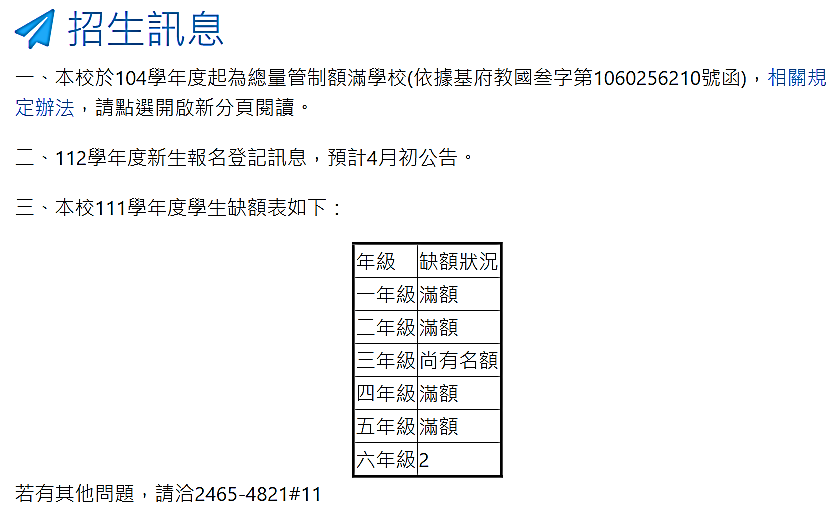 招生訊息
一、本校於104學年度起為總量管制額滿學校(依據基府教國叁字第1060256210號函)，相關規
定辦法，請點選開啟新分頁閱讀。
二、112學年度新生報名登記訊息，預計4月初公告。
三、本校111學年度學生缺額表如下：
年級 缺額狀況
一年級 滿額
二年級 滿額
三年級 尚有名額
四年級 滿額
五年級 滿額
六年級 2
若有其他問題，請洽2465-4821#11